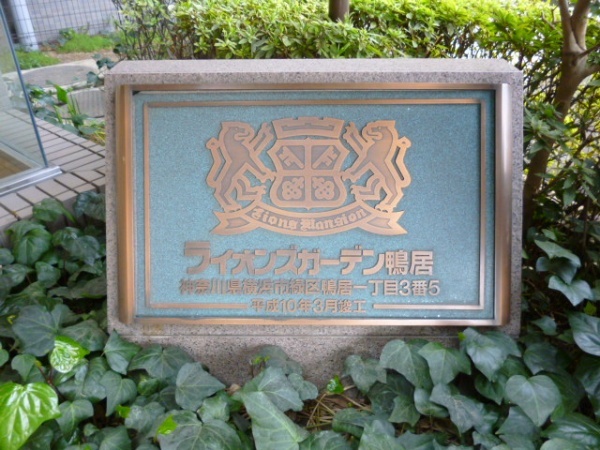 Lions Mansion
ライオンズガーデン鴨居
神奈川県横浜市緑区鴨居一丁目3番5
平成10年3月竣工